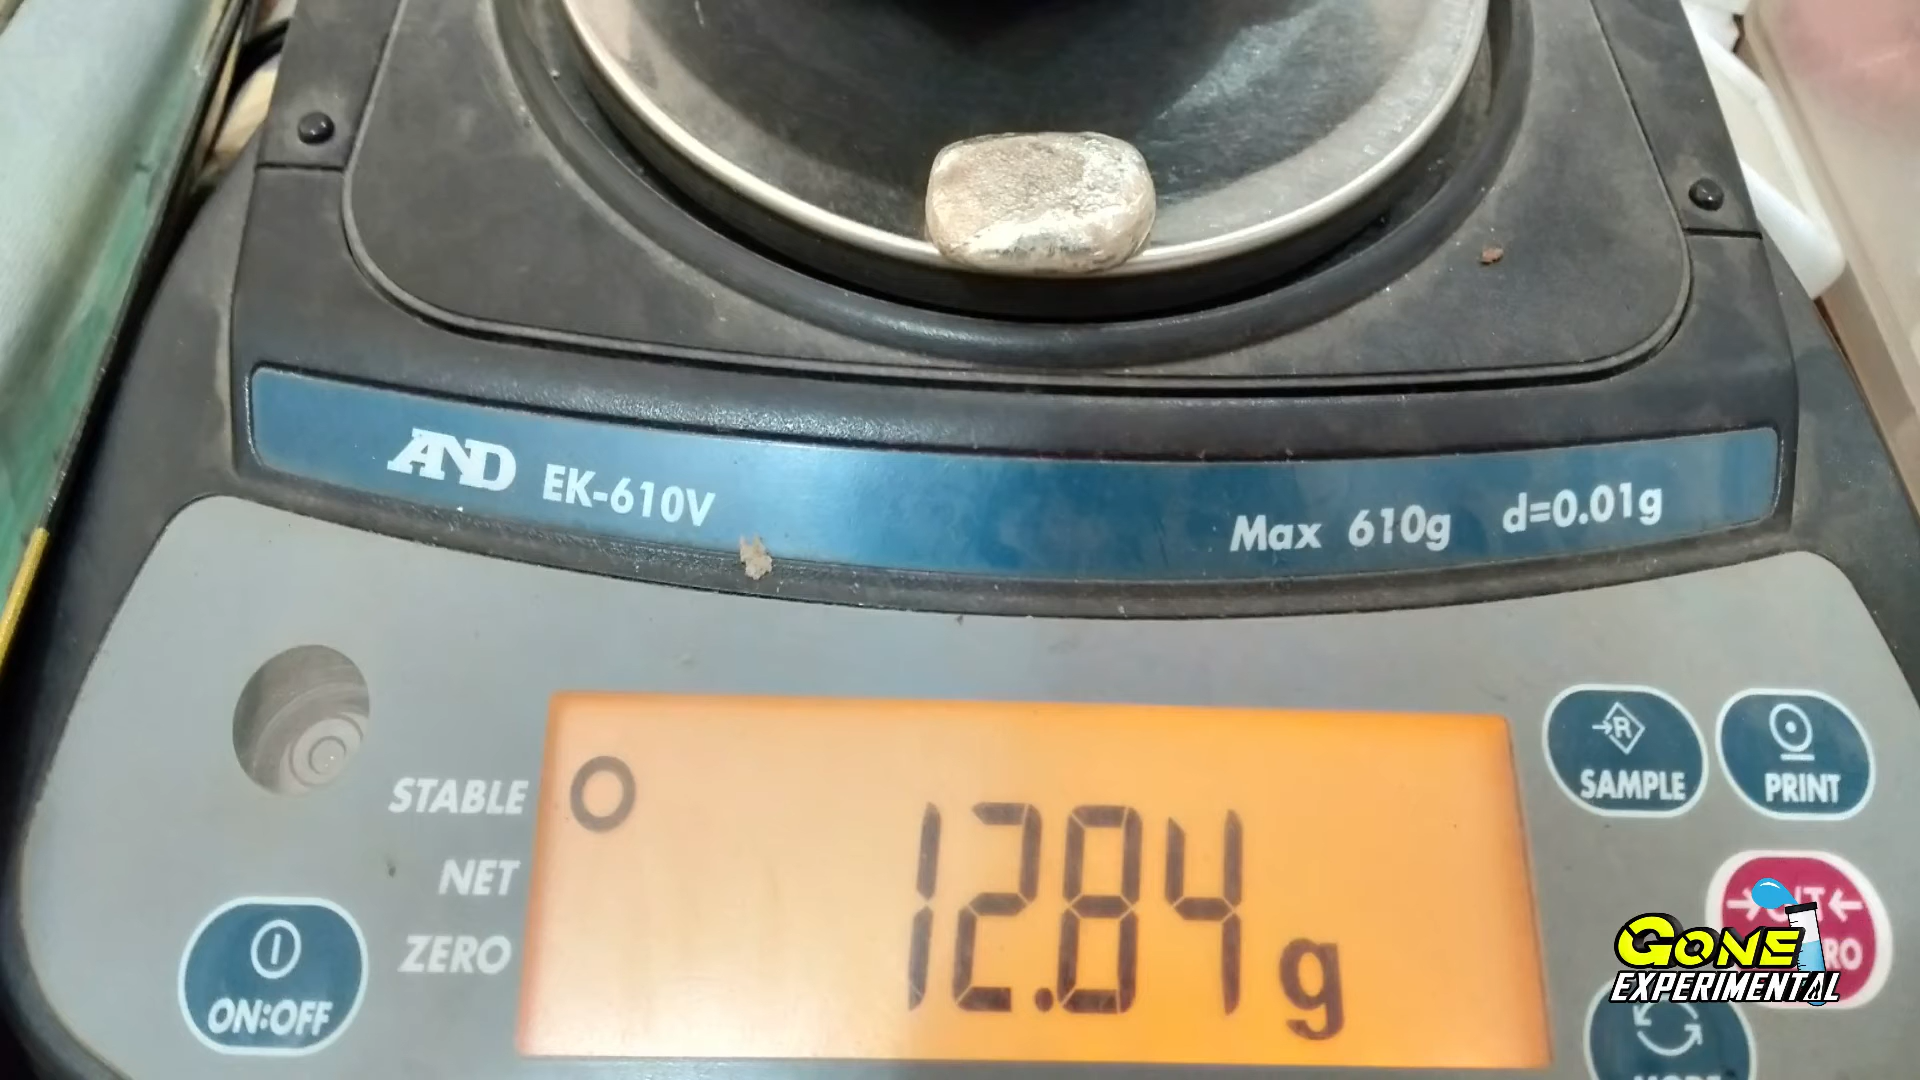 AND EK-610V Max 610g d=0.01g
SAMPLE
PRINT
STABLE
NET
ZERO
12.84 g
ON:OFF
GONE
EXPERIMENTAL